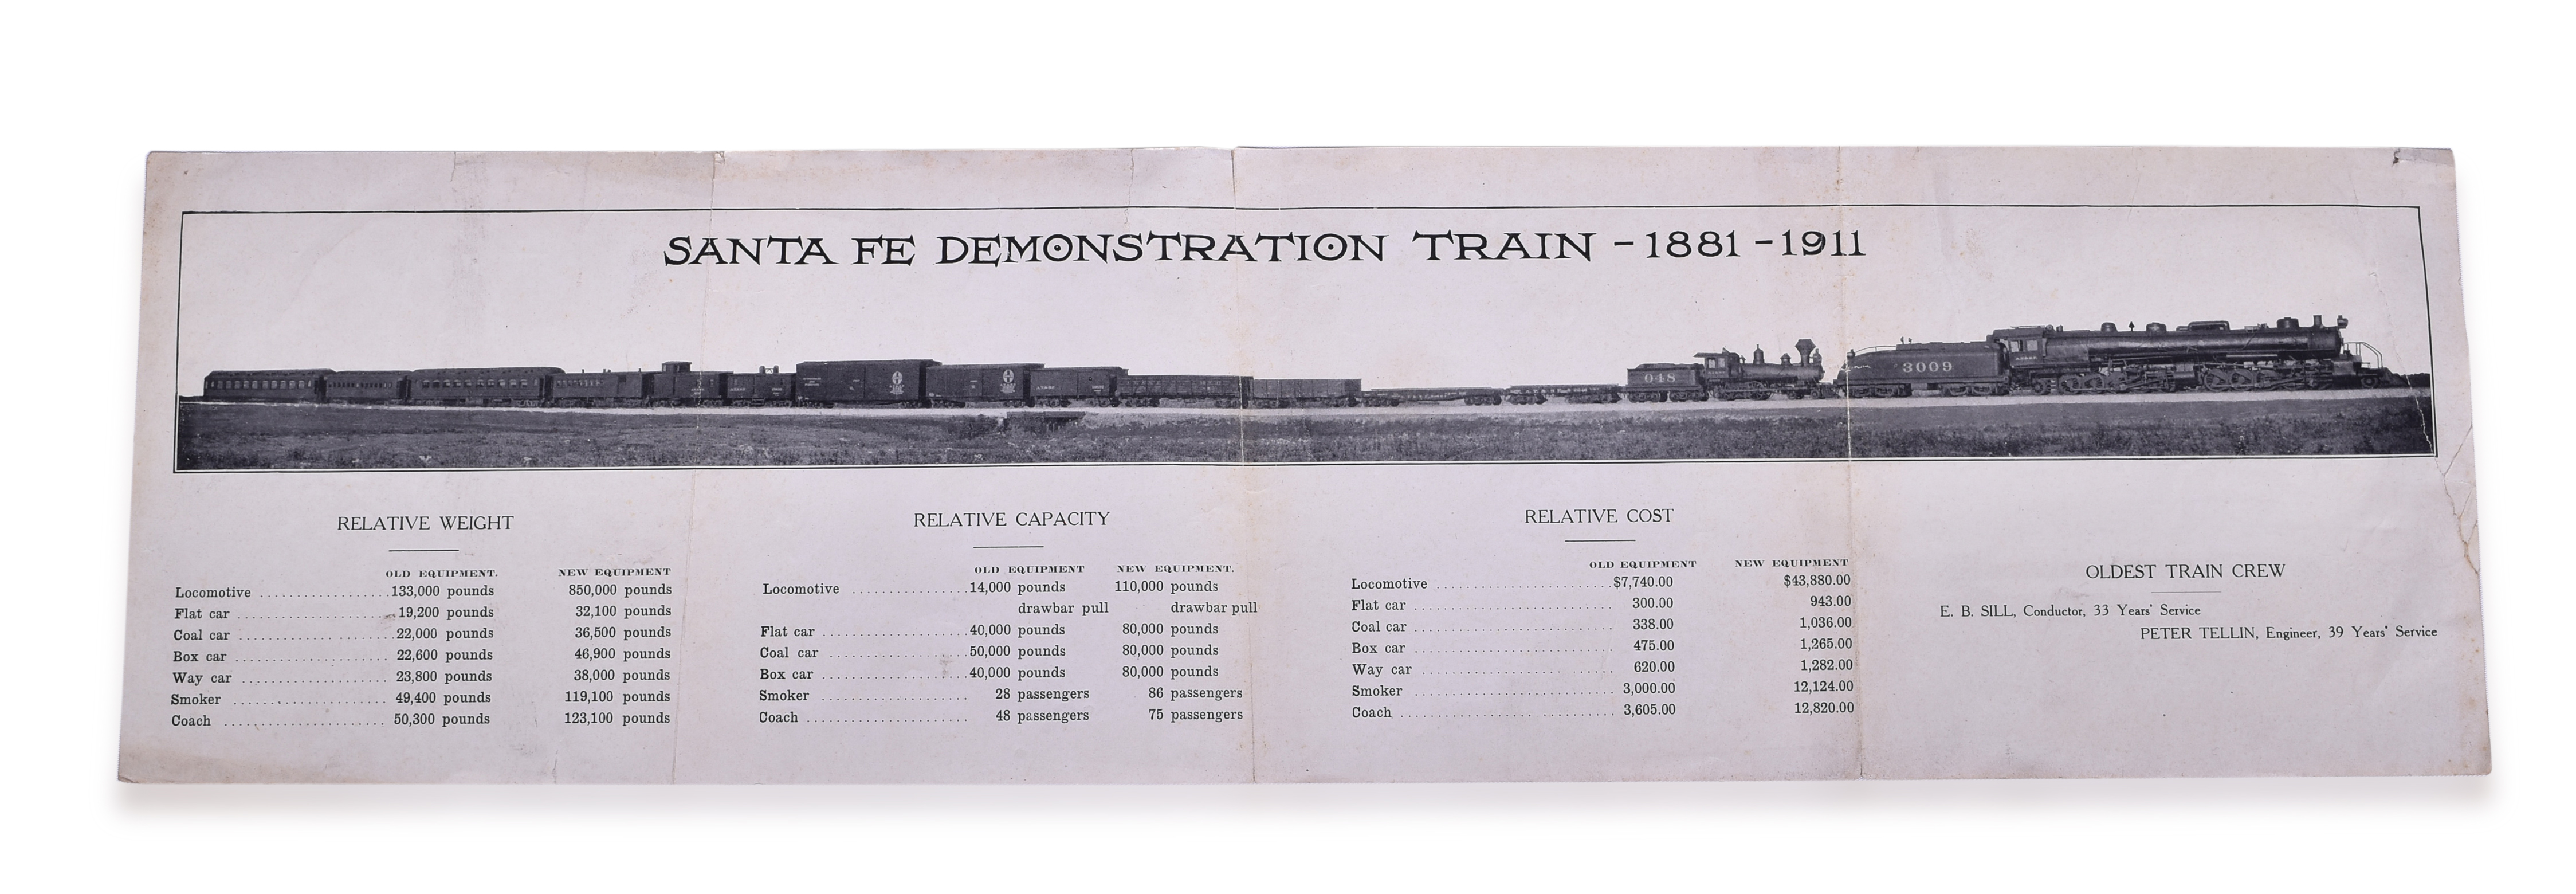 SANTA FE DEMONSTRATION TRAIN -1881 -1911
048
3009
RELATIVE WEIGHT
OLD EQUIPMENT. NEW EQUIPMENT
Locomotive 133,000 pounds 850,000 pounds
Flat car 19,200 pounds 32,100 pounds
Coal car 22,000 pounds 36,500 pounds
Box car 22,600 pounds 46,900 pounds
Way car 23,800 pounds 38,000 pounds
Smoker 49,400 pounds 119,100 pounds
Coach 50,300 pounds 123,100 pounds
RELATIVE CAPACITY
OLD EQUIPMENT NEW EQUIPMENT.
Locomotive 14,000 pounds 110,000 pounds
drawbar pull drawbar pull
Flat car 40,000 pounds 80,000 pounds
Coal car 50,000 pounds 80,000 pounds
Box car 40,000 pounds 80,000 pounds
Smoker 28 passengers 86 passengers
Coach 48 passengers 75 passengers
RELATIVE COST
OLD EQUIPMENT NEW EQUIPMENT
Locomotive $7,740.00 $43,880.00
Flat car 300.00 943.00
Coal car 338.00 1,036.00
Box car 475.00 1,265.00
Way car 620.00 1,282.00
Smoker 3,000.00 12,124.00
Coach 3,605.00 12,820.00
OLDEST TRAIN CREW
E. B. SILL, Conductor, 33 Years' Service
PETER TELLIN, Engineer, 39 Years' Service